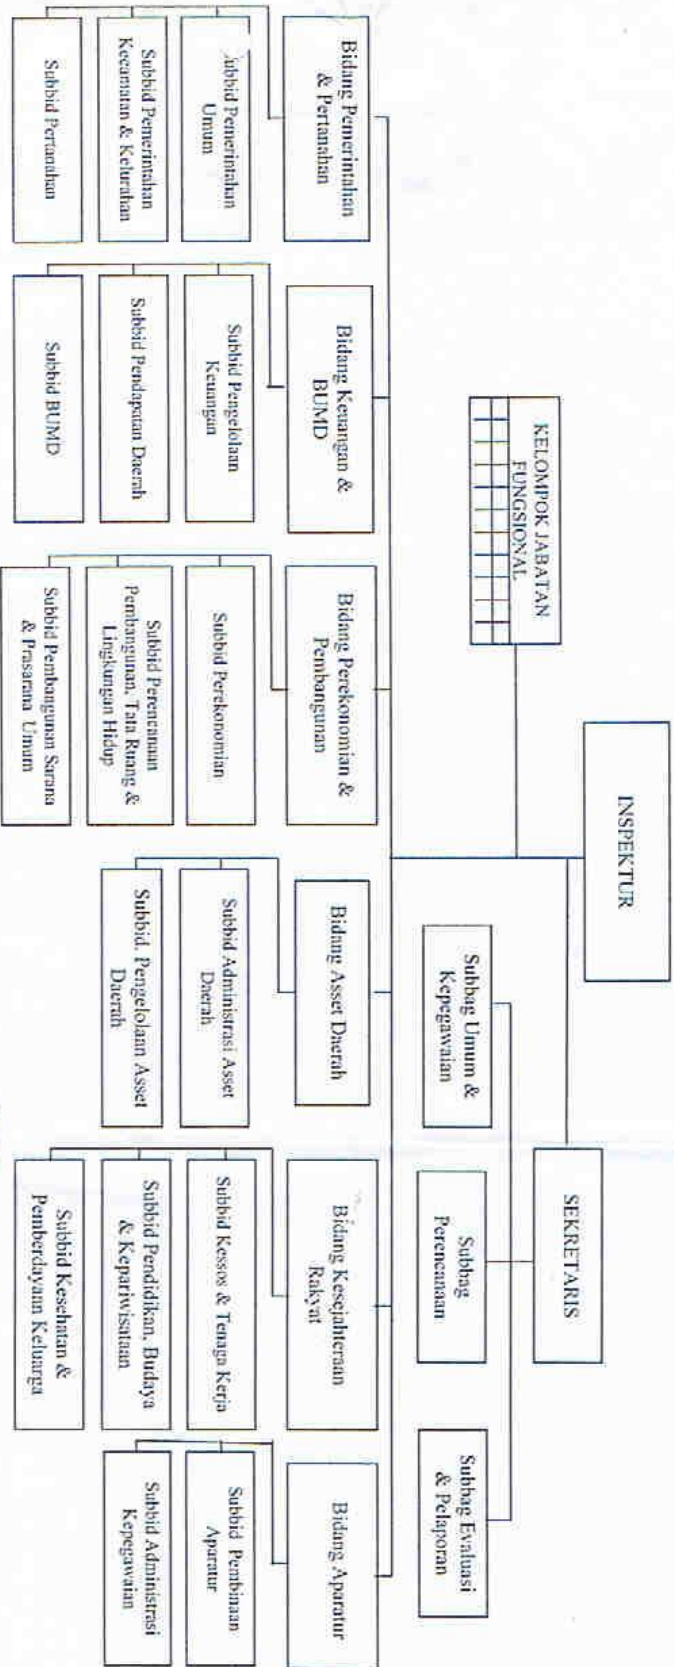 INSPEKTUR
KELOMPOK JABATAN
FUNGSIONAL
SEKRETARIS
Subbag Umum &
Kepegawaian
Subbag
Perencanaan
Subbag Evaluasi
& Pelaporan
Bidang Pemerintahan
& Pertanahan
Subbid Pemerintahan
Umum
Subbid Pemerintahan
Kecamatan & Kelurahan
Subbid Pertanahan
Bidang Keuangan &
BUMD
Subbid Pengelolaan
Keuangan
Subbid Pendapatan Daerah
Subbid BUMD
Bidang Perekonomian &
Pembangunan
Subbid Perekonomian
Subbid Perencanaan
Pembangunan, Tata Ruang &
Lingkungan Hidup
Subbid Pembangunan Sarana
& Prasarana Umum
Bidang Asset Daerah
Subbid Administrasi Asset
Daerah
Subbid. Pengelolaan Asset
Daerah
Bidang Kesejahteraan
Rakyat
Subbid Kessos & Tenaga Kerja
Subbid Pendidikan, Budaya
& Kepariwisataan
Subbid Kesehatan &
Pemberdayaan Keluarga
Bidang Aparatur
Subbid Pembinaan
Aparatur
Subbid Administrasi
Kepegawaian